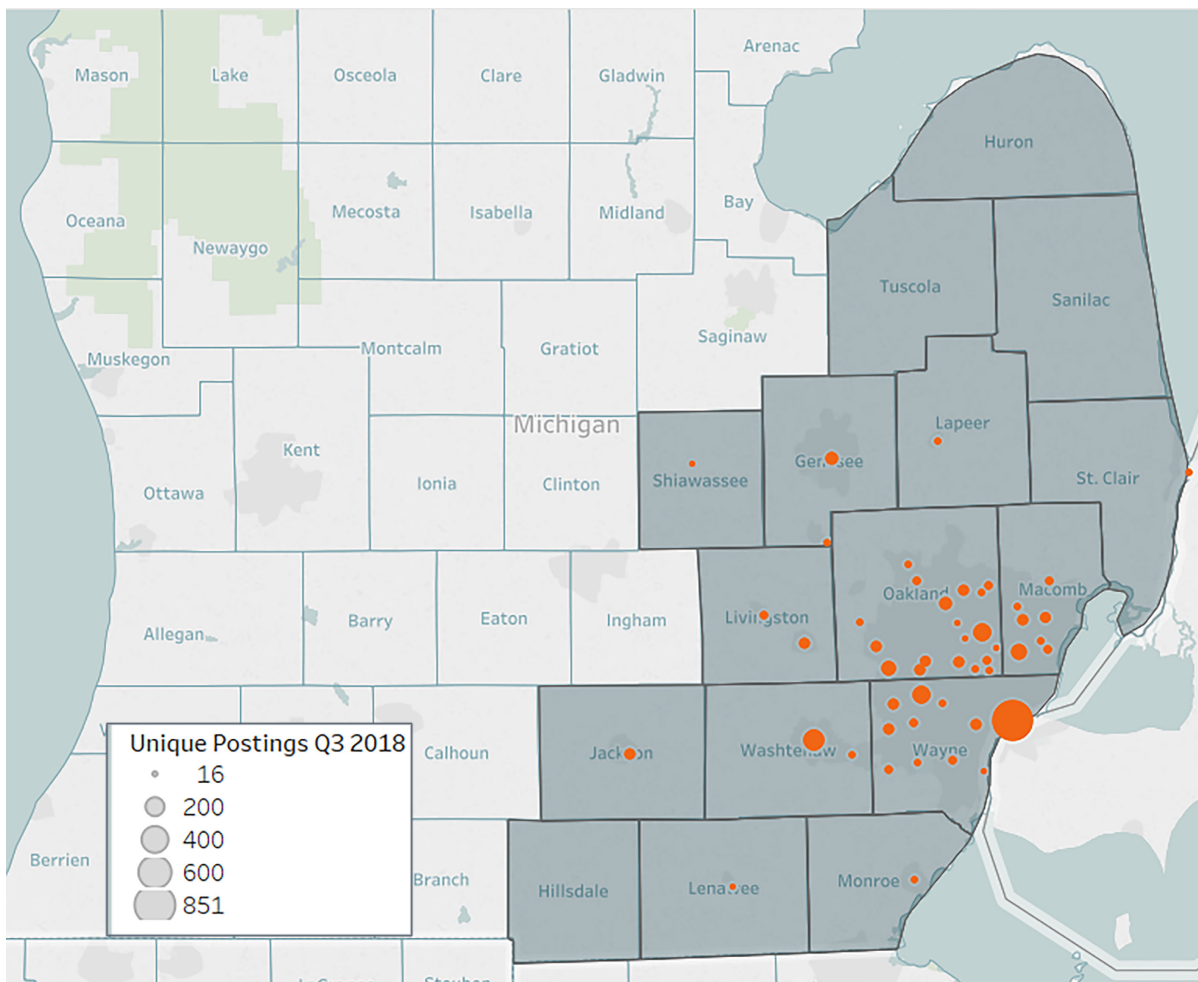 Arenac
Mason
Lake
Osceola
Clare
Gladwin
Huron
Oceana
Mecosta
Isabella
Midland
Bay
Newaygo
Tuscola
Sanilac
Saginaw
Muskegon
Montcalm
Gratiot
Michigan
Lapeer
Kent
Ottawa
Ionia
Clinton
Shiawassee
St. Clair
Allegan
Barry
Eaton
Ingham
Oakland
Macomb
Calhoun
Wayne
Unique Postings Q3 2018
16
200
400
600
851
Berrien
Branch
Hillsdale
Monroe